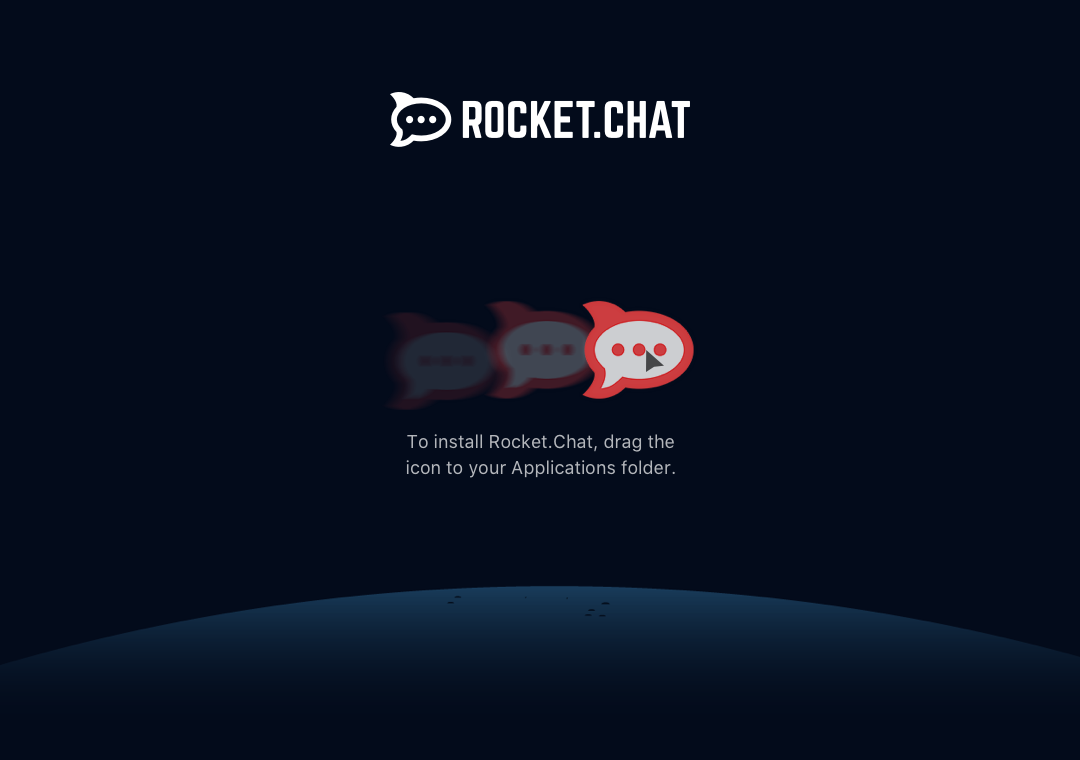 ROCKET.CHAT
To install Rocket.Chat, drag the
icon to your Applications folder.